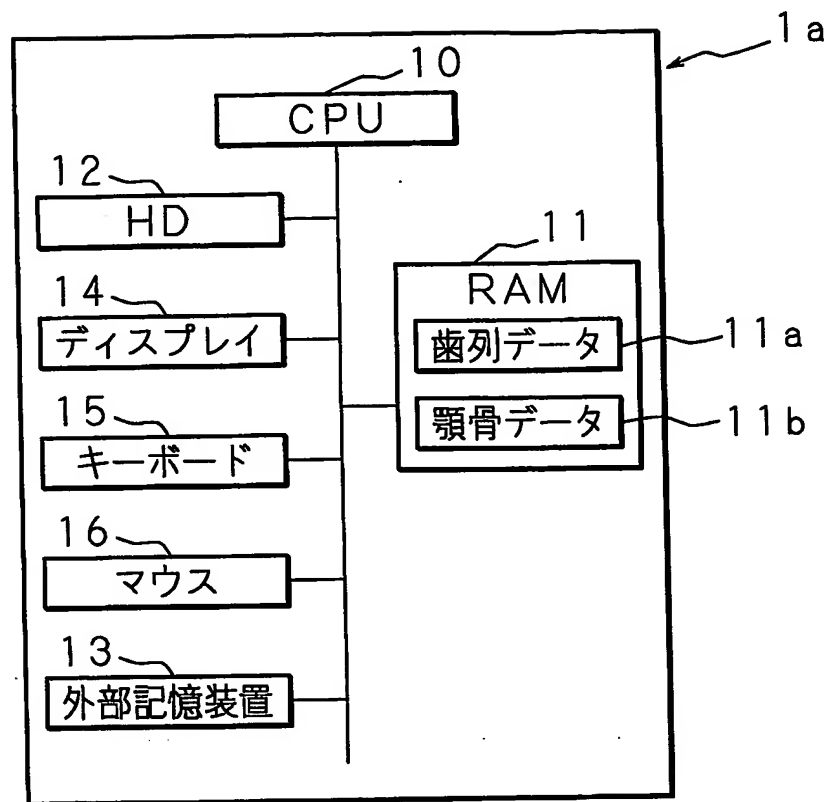 1a
10
CPU
12
HD
11
RAM
14
ディスプレイ
歯列データ 11a
15
キーボード
顎骨データ 11b
16
マウス
13
外部記憶装置